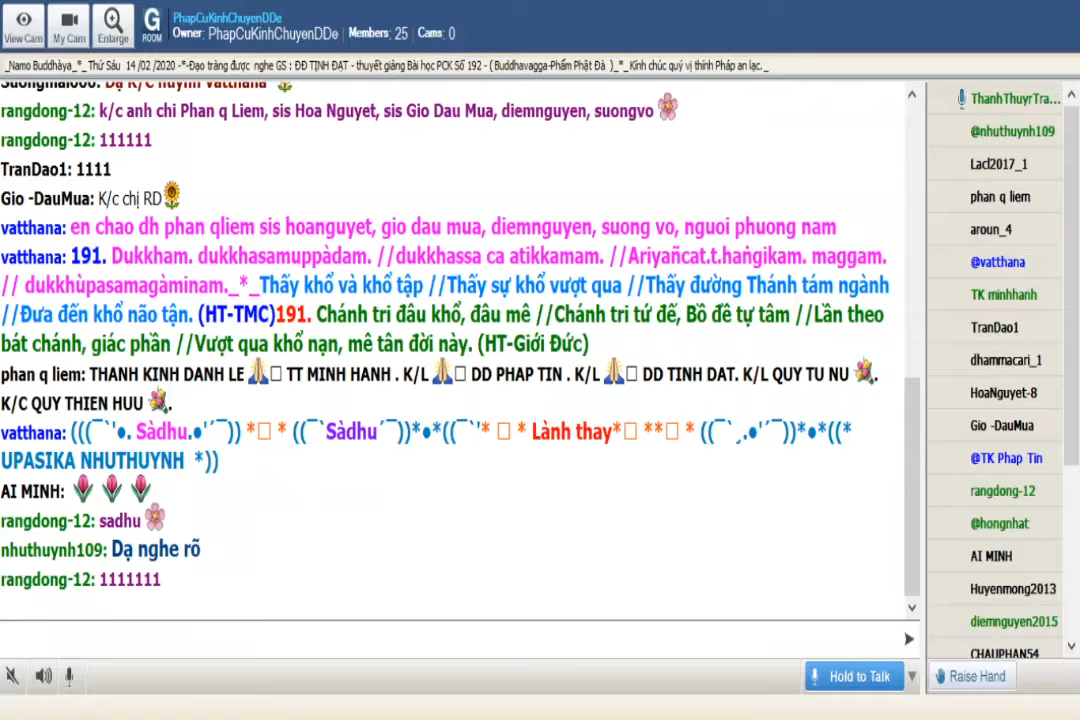 View Cam
My Cam
Enlarge
G
ROOM
PhapCuKinhChuyenDDe
Owner: PhapCuKinhChuyenDDe Members: 25 Cams: 0
_Namo Buddhàya_*_ Thứ Sáu 14 /02 /2020 -*-Đạo tràng được nghe GS : ĐĐ TỊNH ĐẠT - thuyết giảng Bài học PCK Số 192 - ( Buddhavagga-Phẩm Phật Đà )_*_ Kính chúc quý vị thính Pháp an lạc._
rangdong-12: k/c anh chi Phan q Liem, sis Hoa Nguyet, sis Gio Dau Mua, diemnguyen, suongvo 🌸
rangdong-12: 111111
TranDao1: 1111
Gio -DauMua: K/c chị RD🌻
vatthana: en chao dh phan qliem sis hoanguyet, gio dau mua, diemnguyen, suong vo, nguoi phuong nam
vatthana: 191. Dukkham. dukkhasamuppàdam. //dukkhassa ca atikkamam. //Ariyañcat.t.haṅgikam. maggam.
// dukkhùpasamagàminam._*_Thấy khổ và khổ tập //Thấy sự khổ vượt qua //Thấy đường Thánh tám ngành
//Đưa đến khổ não tận. (HT-TMC)191. Chánh tri đâu khổ, đâu mê //Chánh tri tứ đế, Bồ đề tự tâm //Lần theo
bát chánh, giác phần //Vượt qua khổ nạn, mê tân đời này. (HT-Giới Đức)
phan q liem: THANH KINH DANH LE 🙏 TT MINH HANH . K/L 🙏 DD PHAP TIN . K/L 🙏 DD TINH DAT. K/L QUY TU NU 💐.
K/C QUY THIEN HUU 💐.
vatthana: (((¯`'●. Sàdhu.●'´¯)) *▯ * ((¯`Sàdhu´¯))*●*((¯`'* ▯ * Lành thay*▯ **▯ * ((¯`¸.●'´¯))*●*((*
UPASIKA NHUTHUYNH *))
AI MINH: 🌷 🌷 🌷
rangdong-12: sadhu 🌸
nhuthuynh109: Dạ nghe rõ
rangdong-12: 1111111
Hold to Talk
ThanhThuyrTra...
@nhuthuynh109
Lacl2017_1
phan q liem
aroun_4
@vatthana
TK minhhanh
TranDao1
dhammacari_1
HoaNguyet-8
Gio -DauMua
@TK Phap Tin
rangdong-12
@hongnhat
AI MINH
Huyenmong2013
diemnguyen2015
CHAUPHAN54
Raise Hand